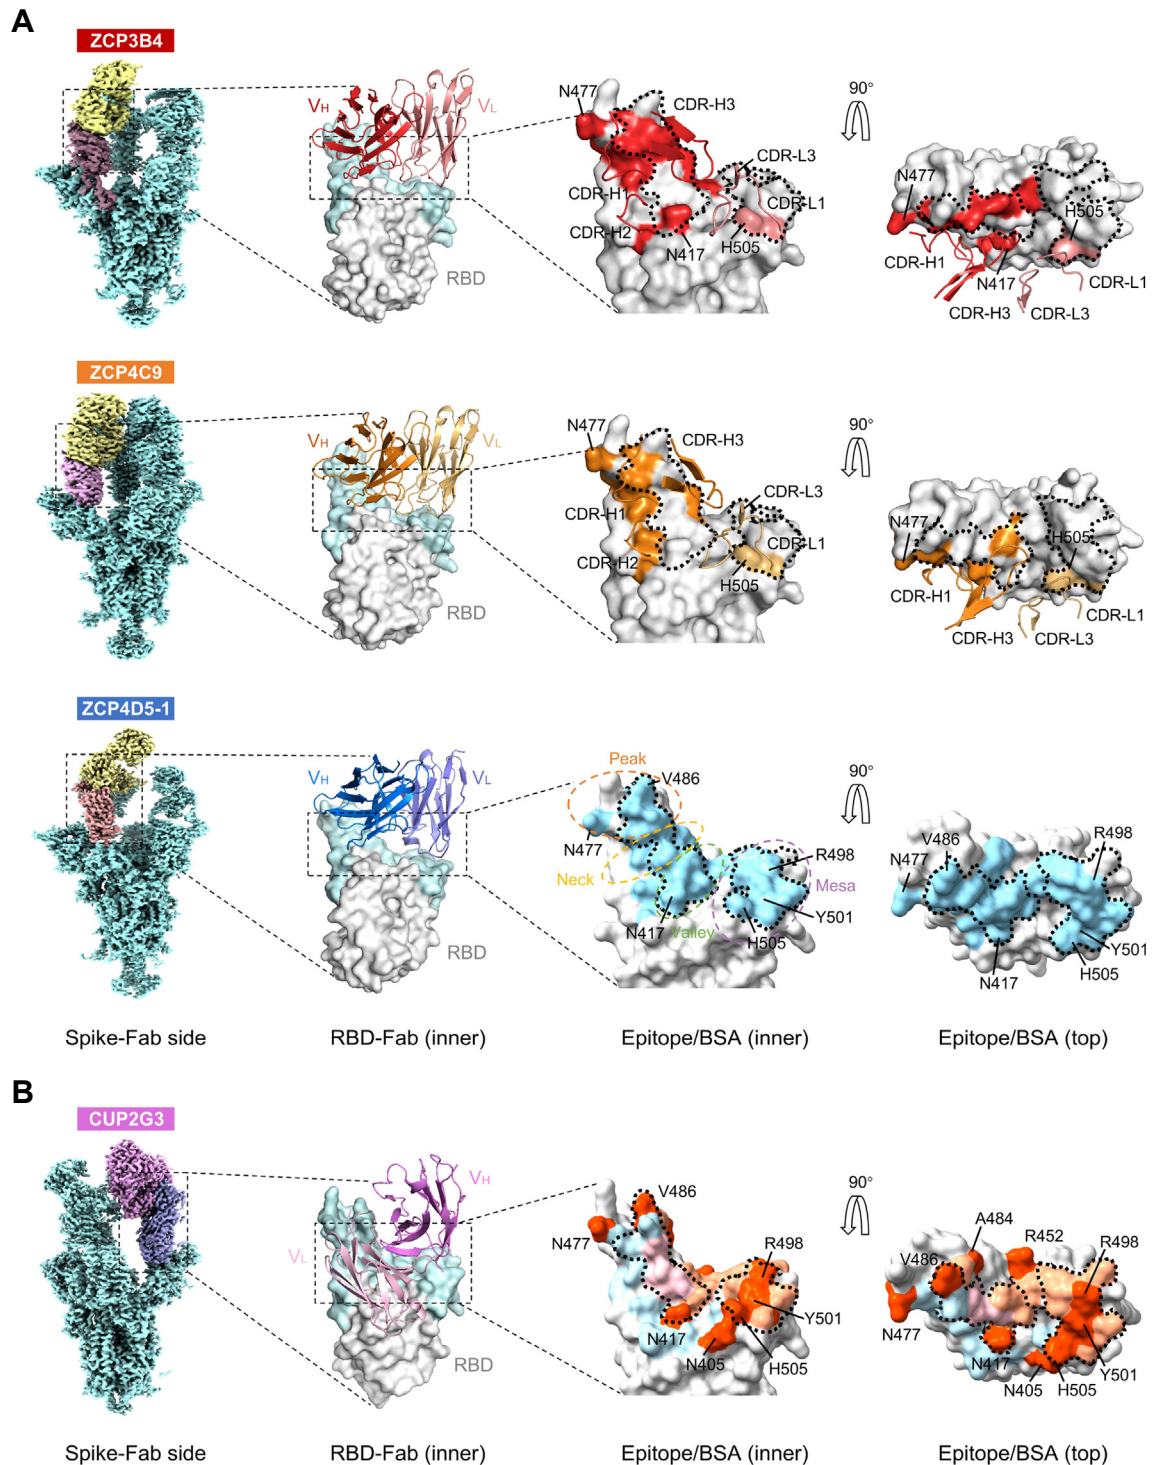 A
ZCP3B4
VH
VL
RBD
N477
CDR-H3
CDR-L3
CDR-H1
CDR-L1
CDR-H2
N417
H505
90°
N477
H505
CDR-H1
N417
CDR-L1
CDR-H3
CDR-L3
ZCP4C9
VH
VL
RBD
N477
CDR-H3
CDR-L3
CDR-H1
CDR-L1
CDR-H2
H505
90°
N477
H505
CDR-H1
CDR-L1
CDR-H3
CDR-L3
ZCP4D5-1
VH
VL
RBD
Peak
V486
N477
R498
Neck
Mesa
Y501
N417
Valley
H505
90°
V486
R498
N477
Y501
H505
N417
Spike-Fab side
RBD-Fab (inner)
Epitope/BSA (inner)
Epitope/BSA (top)
B
CUP2G3
VH
VL
RBD
V486
N477
R498
Y501
N417
N405
H505
90°
A484
R452
V486
R498
N477
N417
Y501
N405
H505
Spike-Fab side
RBD-Fab (inner)
Epitope/BSA (inner)
Epitope/BSA (top)